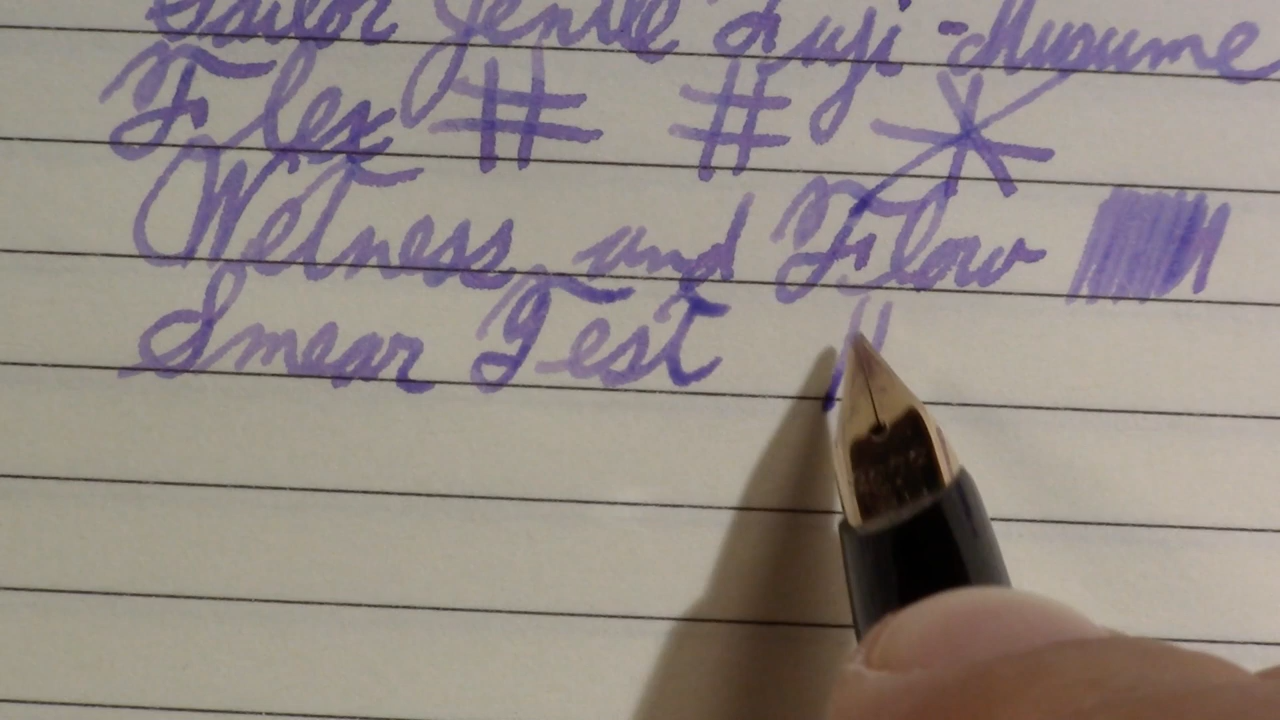 Sailor Jentle Fuji-Musume
Flex # # *
Wetness and Flow
Smear Test